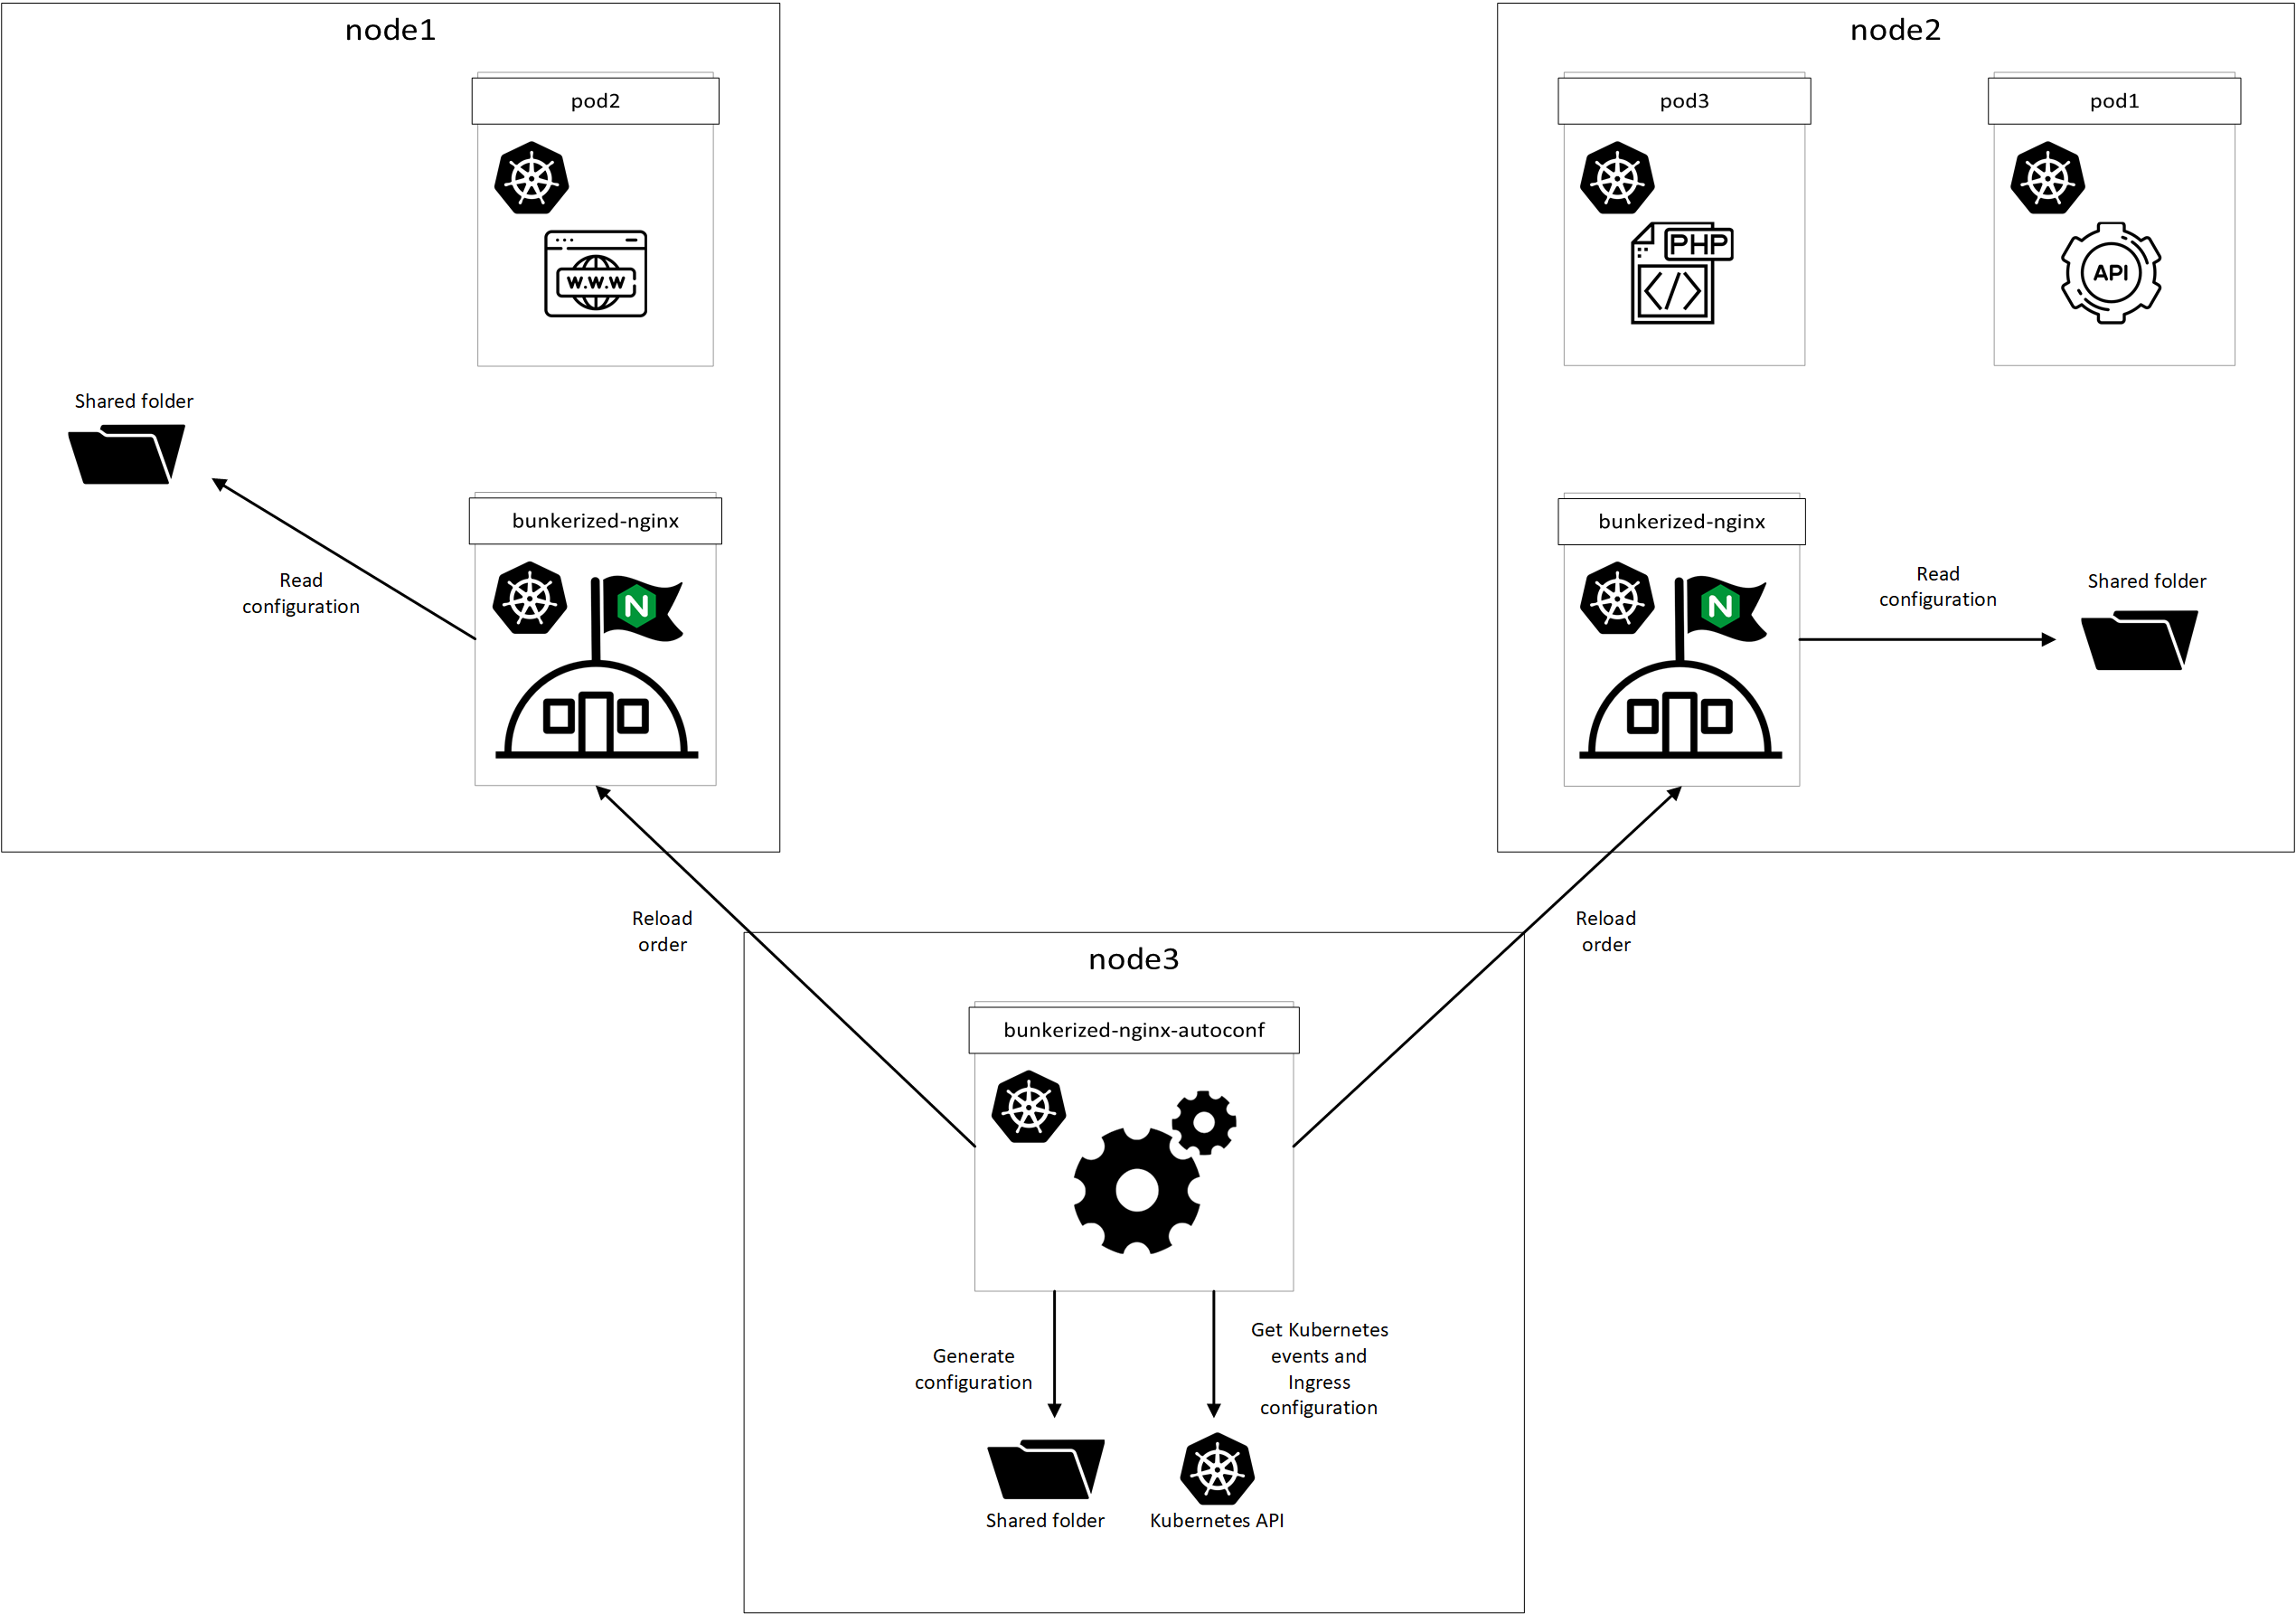 node1
pod2
W.W.W
Shared folder
bunkerized-nginx
N
Read
configuration
node2
pod3
pod1
PHP
</>
API
bunkerized-nginx
N
Read
configuration
Shared folder
Reload
order
Reload
order
node3
bunkerized-nginx-autoconf
Generate
configuration
Get Kubernetes
events and
Ingress
configuration
Shared folder
Kubernetes API